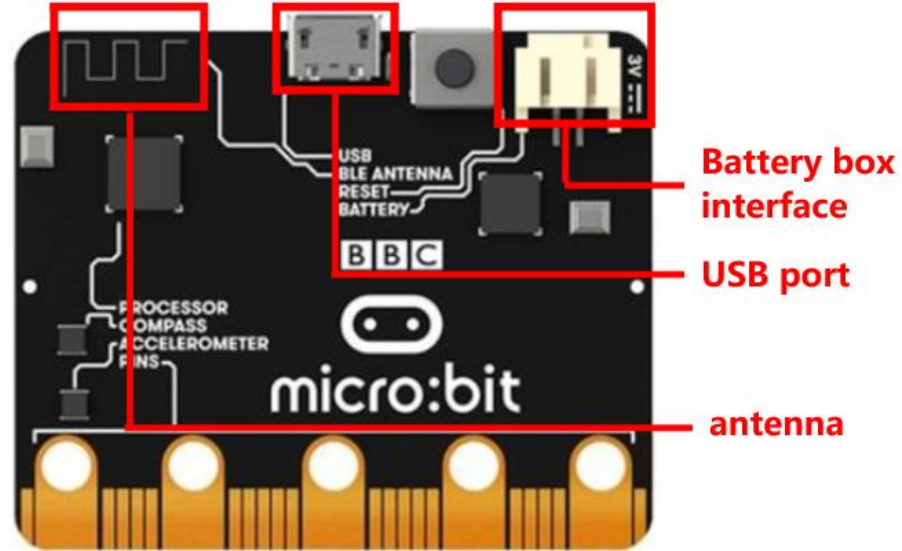 3V
USB
BLE ANTENNA
RESET
BATTERY
Battery box
interface
BBC
USB port
PROCESSOR
COMPASS
ACCELEROMETER
PINS
micro:bit
antenna